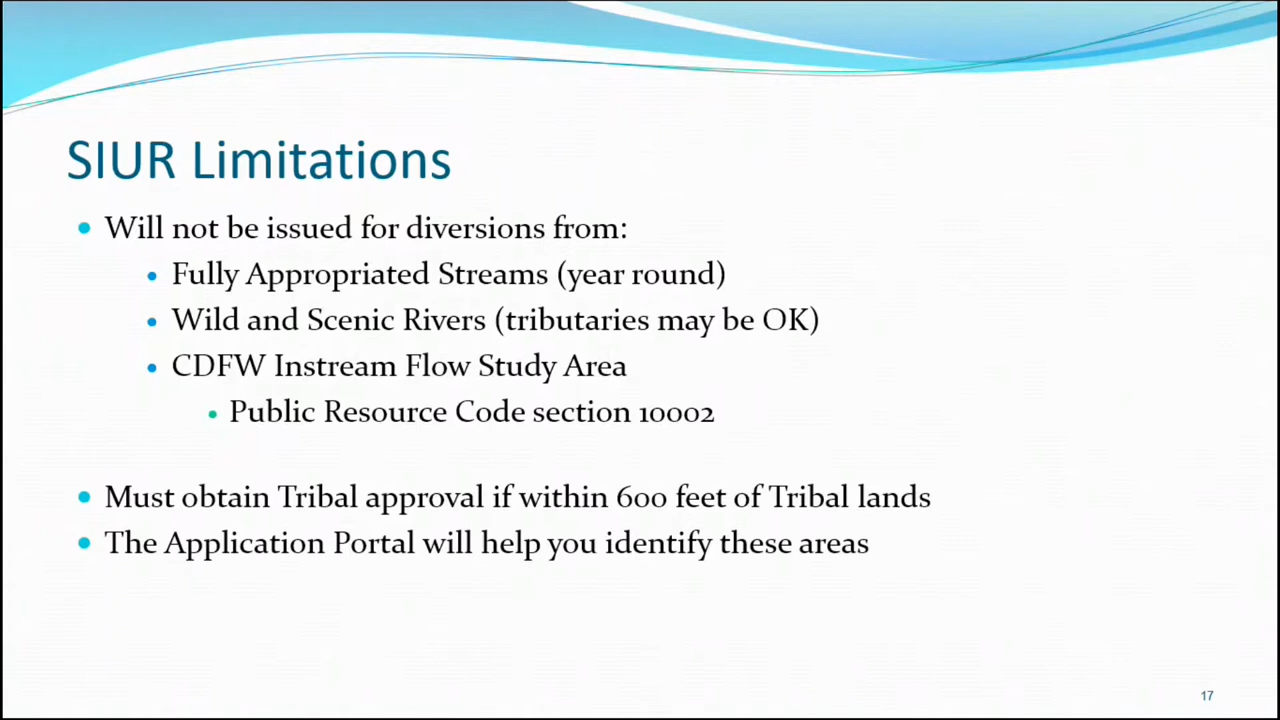 SIUR Limitations
• Will not be issued for diversions from:
• Fully Appropriated Streams (year round)
• Wild and Scenic Rivers (tributaries may be OK)
• CDFW Instream Flow Study Area
• Public Resource Code section 10002
• Must obtain Tribal approval if within 600 feet of Tribal lands
• The Application Portal will help you identify these areas
17